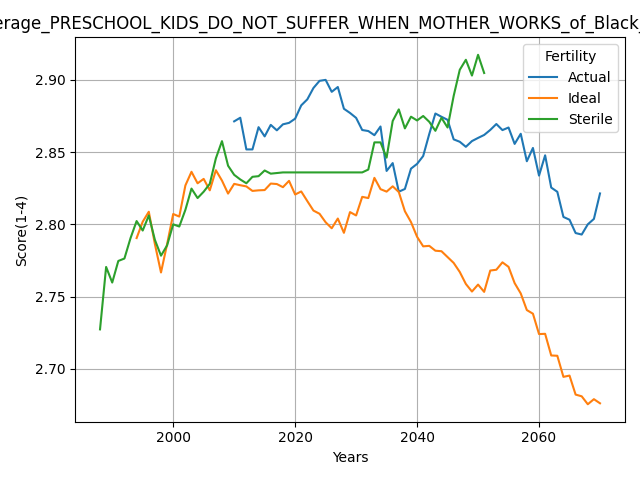 erage_PRESCHOOL_KIDS_DO_NOT_SUFFER_WHEN_MOTHER_WORKS_of_Black_
Fertility
Actual
Ideal
Sterile
Score(1-4)
2.90
2.85
2.80
2.75
2.70
2000
2020
2040
2060
Years